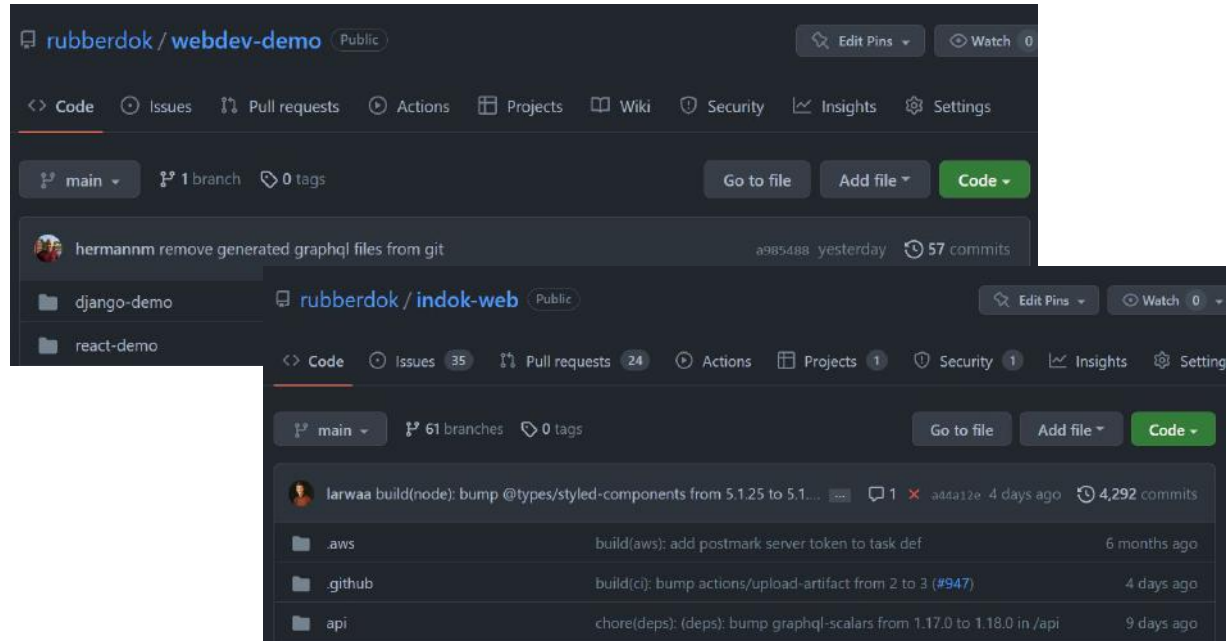 rubberdok / webdev-demo Public Edit Pins Watch 0
Code Issues Pull requests Actions Projects Wiki Security Insights Settings
main 1 branch 0 tags Go to file Add file Code
hermannm remove generated graphql files from git a985488 yesterday 57 commits
django-demo
react-demo
rubberdok / indok-web Public Edit Pins Watch 0
Code Issues 35 Pull requests 24 Actions Projects 1 Security 1 Insights Setting
main 61 branches 0 tags Go to file Add file Code
larwaa build(node): bump @types/styled-components from 5.1.25 to 5.1.... ... 1 a44a12e 4 days ago 4,292 commits
.aws build(aws): add postmark server token to task def 6 months ago
.github build(ci): bump actions/upload-artifact from 2 to 3 (#947) 4 days ago
api chore(deps): (deps): bump graphql-scalars from 1.17.0 to 1.18.0 in /api 9 days ago